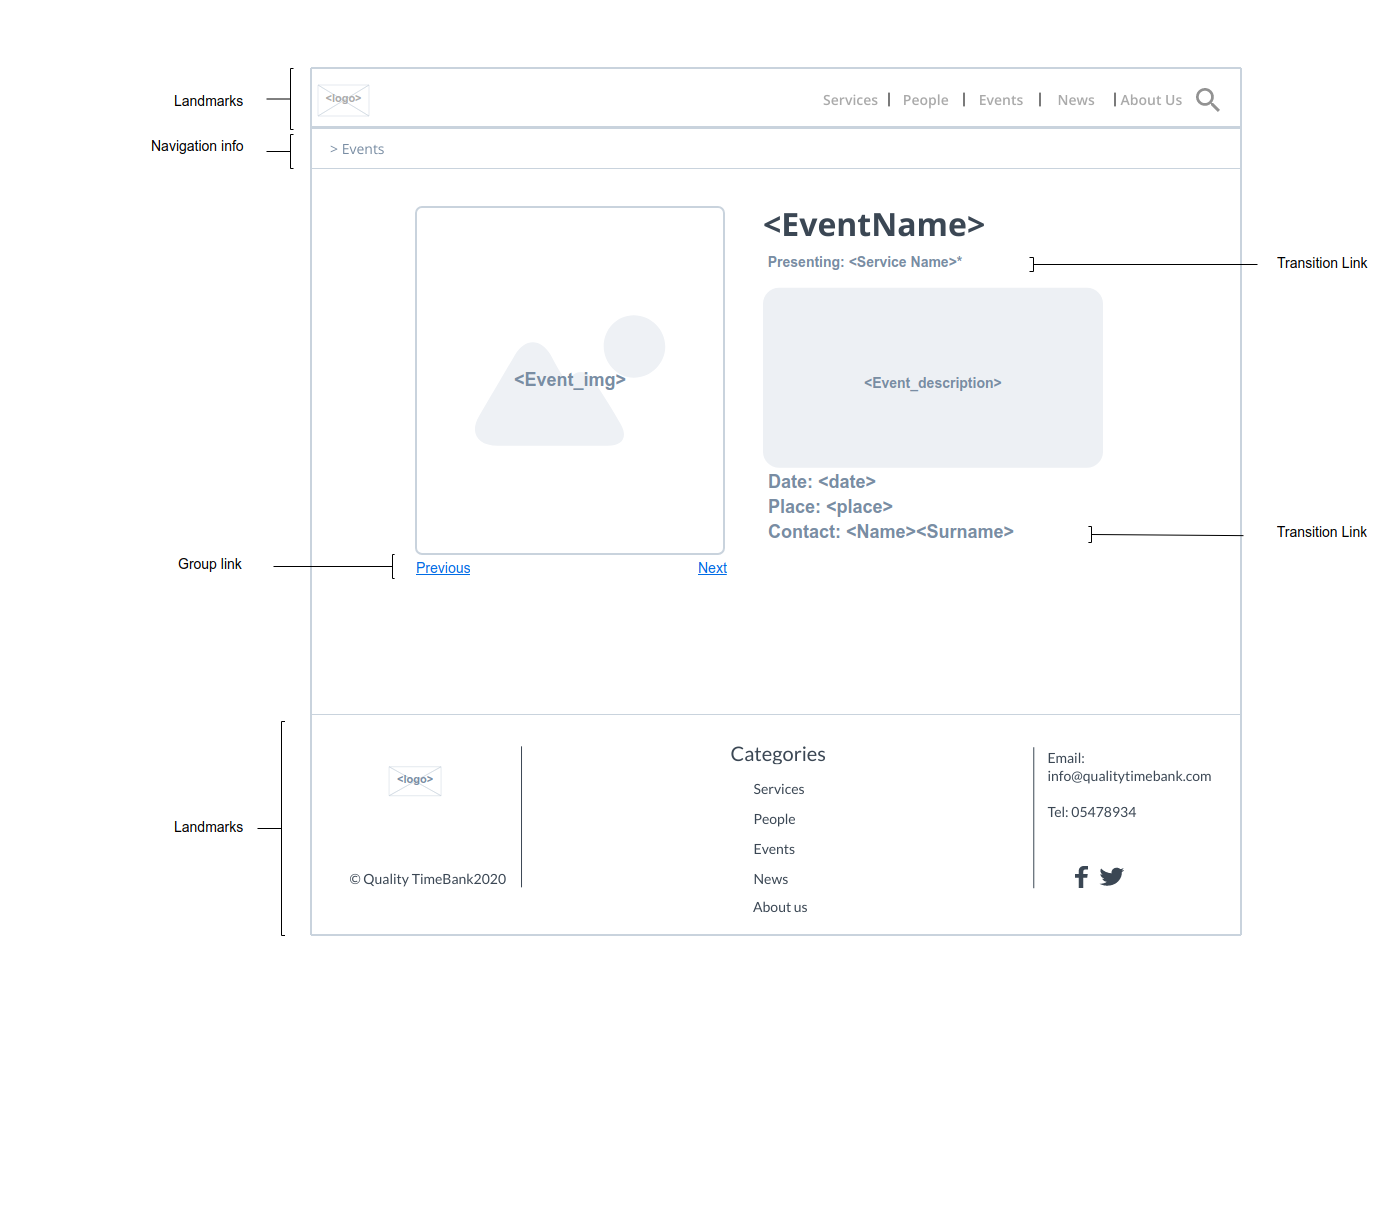 Landmarks
<logo>
Services | People | Events | News | About Us
Navigation info
> Events
<EventName>
Presenting: <Service Name>*
Transition Link
<Event_img>
<Event_description>
Date: <date>
Place: <place>
Contact: <Name><Surname>
Transition Link
Group link
Previous
Next
Landmarks
<logo>
© Quality TimeBank2020
Categories
Services
People
Events
News
About us
Email:
info@qualitytimebank.com
Tel: 05478934